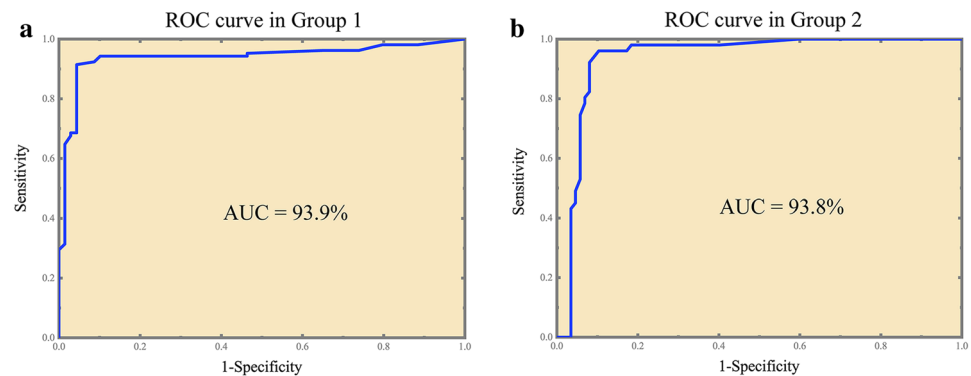 a
ROC curve in Group 1
1.0
0.8
0.6
0.4
0.2
0.0
Sensitivity
AUC = 93.9%
0.0 0.2 0.4 0.6 0.8 1.0
1-Specificity
b
ROC curve in Group 2
1.0
0.8
0.6
0.4
0.2
0.0
Sensitivity
AUC = 93.8%
0.0 0.2 0.4 0.6 0.8 1.0
1-Specificity